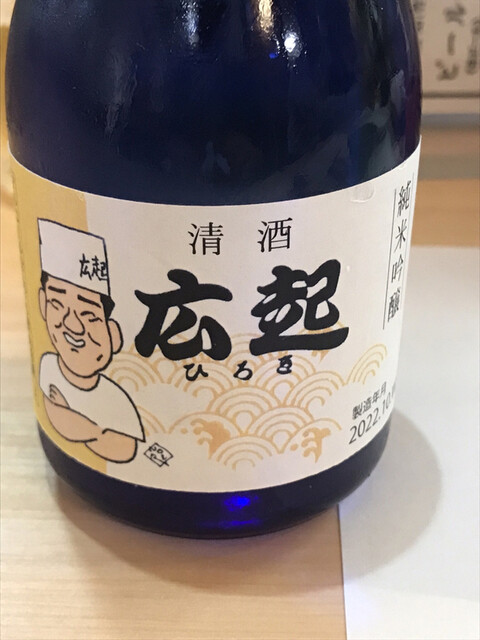 清酒
広起
ひろき
純米吟醸
製造年月
2022.10
広起